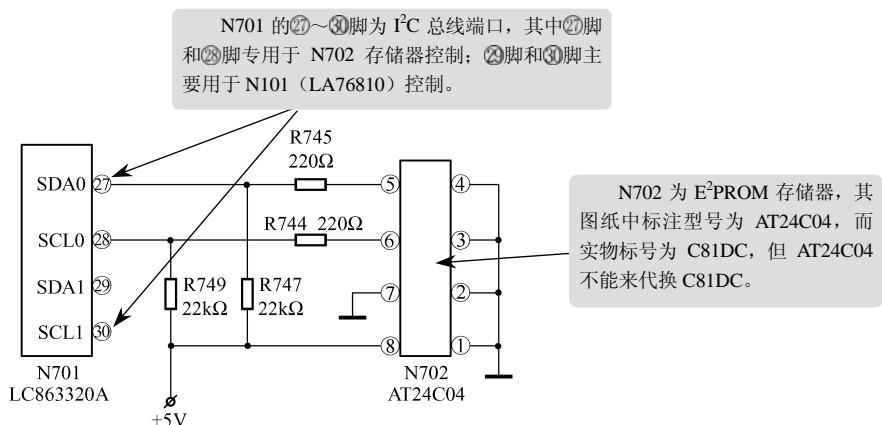 N701 的㉗～㉚脚为 I²C 总线端口，其中㉗脚
和㉘脚专用于 N702 存储器控制；㉙脚和㉚脚主
要用于 N101（LA76810）控制。
R745
220Ω
SDA0 ㉗
⑤
④
N702 为 E²PROM 存储器，其
图纸中标注型号为 AT24C04，而
实物标号为 C81DC，但 AT24C04
不能来代换 C81DC。
R744 220Ω
SCL0 ㉘
⑥
③
SDA1 ㉙
R749
22kΩ
R747
22kΩ
⑦
②
SCL1 ㉚
⑧
①
N701
LC863320A
N702
AT24C04
+5V